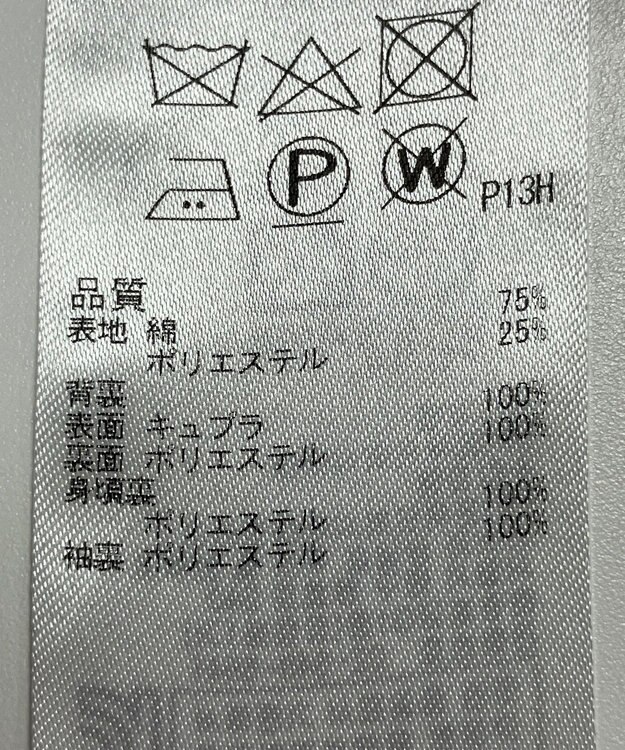 P W P13H
品質
表地 綿 75%
ポリエステル 25%
背裏
表面 キュプラ 100%
裏面 ポリエステル 100%
身頃裏
ポリエステル 100%
袖裏 ポリエステル 100%